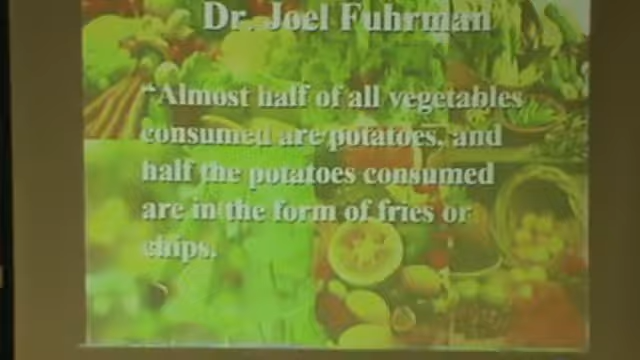 Dr. Joel Fuhrman
"Almost half of all vegetables
consumed are potatoes, and
half the potatoes consumed
are in the form of fries or
chips.